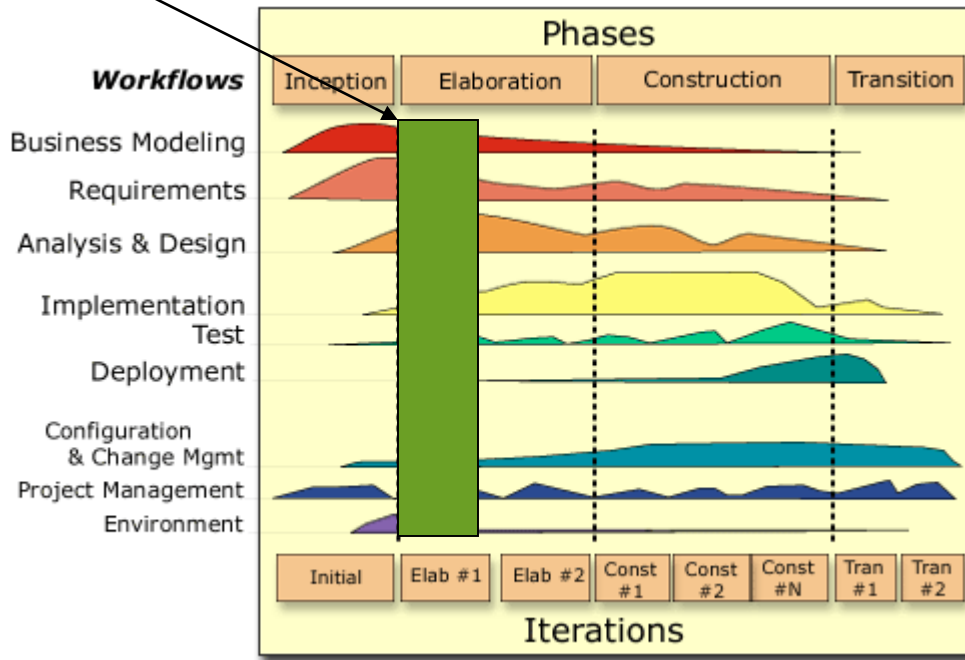 Phases
Workflows
Inception
Elaboration
Construction
Transition
Business Modeling
Requirements
Analysis & Design
Implementation
Test
Deployment
Configuration
& Change Mgmt
Project Management
Environment
Initial
Elab #1
Elab #2
Const
#1
Const
#2
Const
#N
Tran
#1
Tran
#2
Iterations